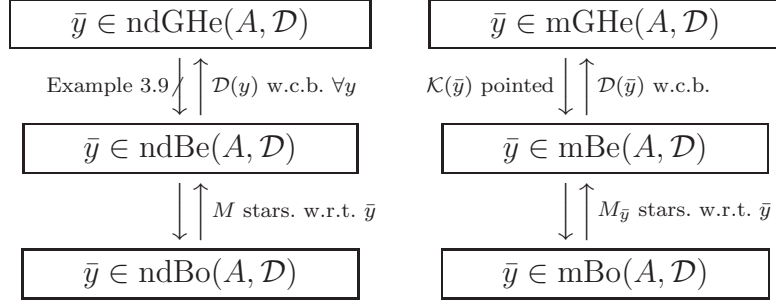 ȳ ∈ ndGHe(A, 𝒟) ȳ ∈ mGHe(A, 𝒟)
Example 3.9 𝒟(y) w.c.b. ∀y 𝒦(ȳ) pointed 𝒟(ȳ) w.c.b.
ȳ ∈ ndBe(A, 𝒟) ȳ ∈ mBe(A, 𝒟)
M stars. w.r.t. ȳ M_ȳ stars. w.r.t. ȳ
ȳ ∈ ndBo(A, 𝒟) ȳ ∈ mBo(A, 𝒟)